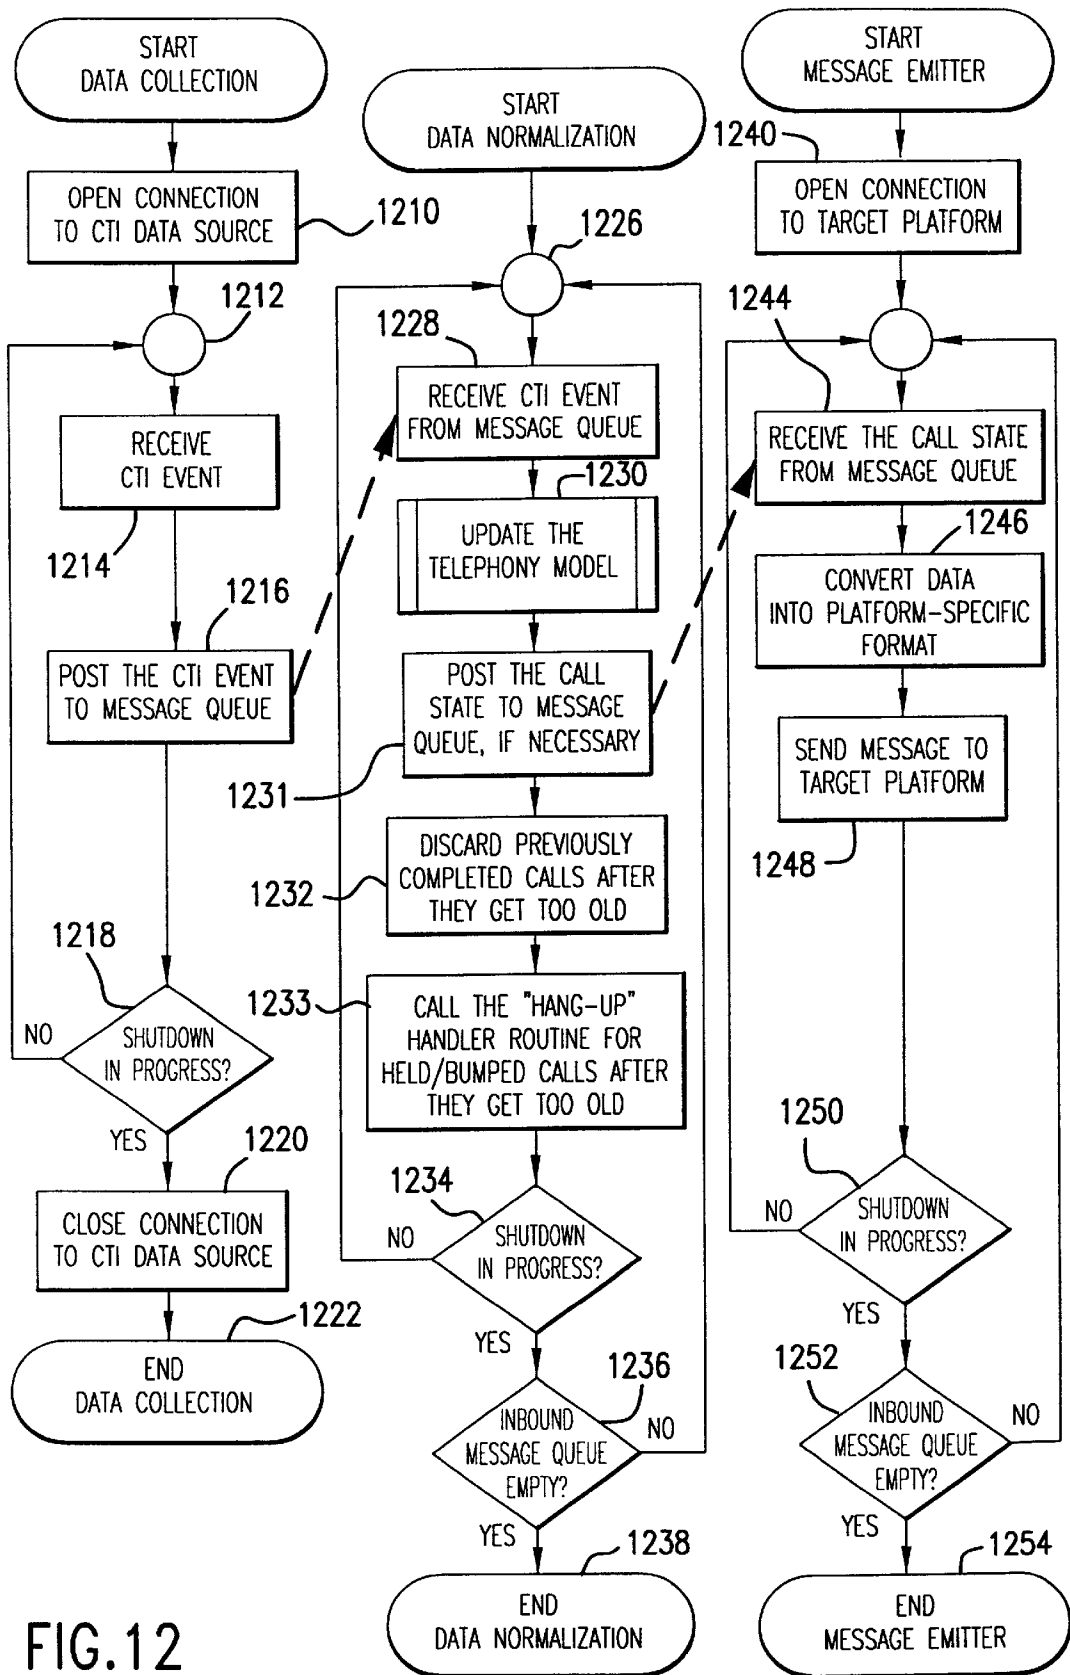 START
DATA COLLECTION
OPEN CONNECTION
TO CTI DATA SOURCE
1210
1212
RECEIVE
CTI EVENT
1214
1216
POST THE CTI EVENT
TO MESSAGE QUEUE
1218
SHUTDOWN
IN PROGRESS?
NO
YES
1220
CLOSE CONNECTION
TO CTI DATA SOURCE
1222
END
DATA COLLECTION
START
DATA NORMALIZATION
1226
1228
RECEIVE CTI EVENT
FROM MESSAGE QUEUE
1230
UPDATE THE
TELEPHONY MODEL
POST THE CALL
STATE TO MESSAGE
QUEUE, IF NECESSARY
1231
DISCARD PREVIOUSLY
COMPLETED CALLS AFTER
THEY GET TOO OLD
1232
1233
CALL THE "HANG-UP"
HANDLER ROUTINE FOR
HELD/BUMPED CALLS AFTER
THEY GET TOO OLD
1234
SHUTDOWN
IN PROGRESS?
NO
YES
1236
INBOUND
MESSAGE QUEUE
EMPTY?
NO
YES
1238
END
DATA NORMALIZATION
START
MESSAGE EMITTER
1240
OPEN CONNECTION
TO TARGET PLATFORM
1244
RECEIVE THE CALL STATE
FROM MESSAGE QUEUE
1246
CONVERT DATA
INTO PLATFORM-SPECIFIC
FORMAT
SEND MESSAGE TO
TARGET PLATFORM
1248
1250
SHUTDOWN
IN PROGRESS?
NO
YES
1252
INBOUND
MESSAGE QUEUE
EMPTY?
NO
YES
1254
END
MESSAGE EMITTER
FIG.12